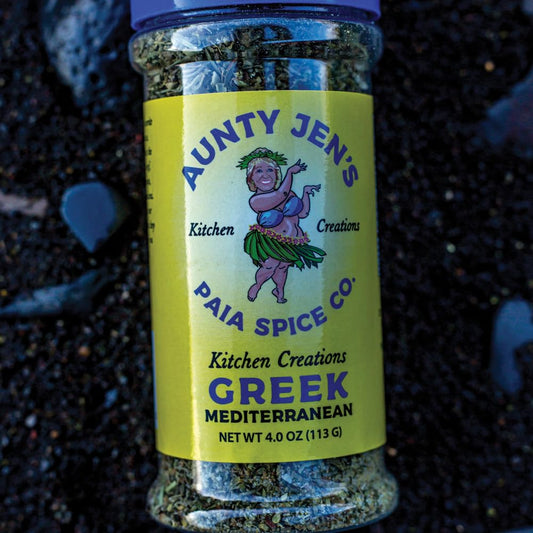 AUNTY JEN'S
Kitchen Creations
PAIA SPICE CO.
Kitchen Creations
GREEK
MEDITERRANEAN
NET WT 4.0 OZ (113 G)